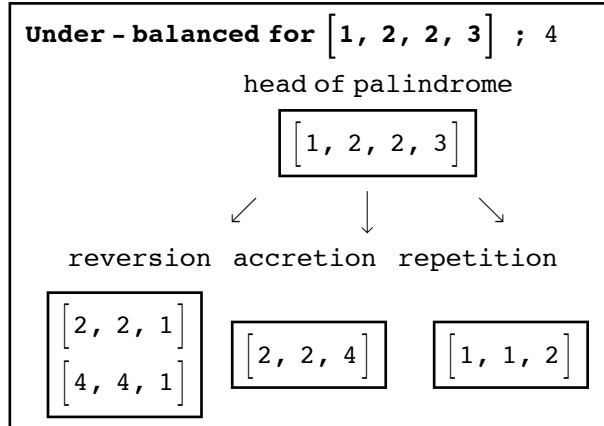 Under - balanced for [1, 2, 2, 3] ; 4
head of palindrome
[1, 2, 2, 3]
reversion accretion repetition
[2, 2, 1]
[4, 4, 1]
[2, 2, 4]
[1, 1, 2]